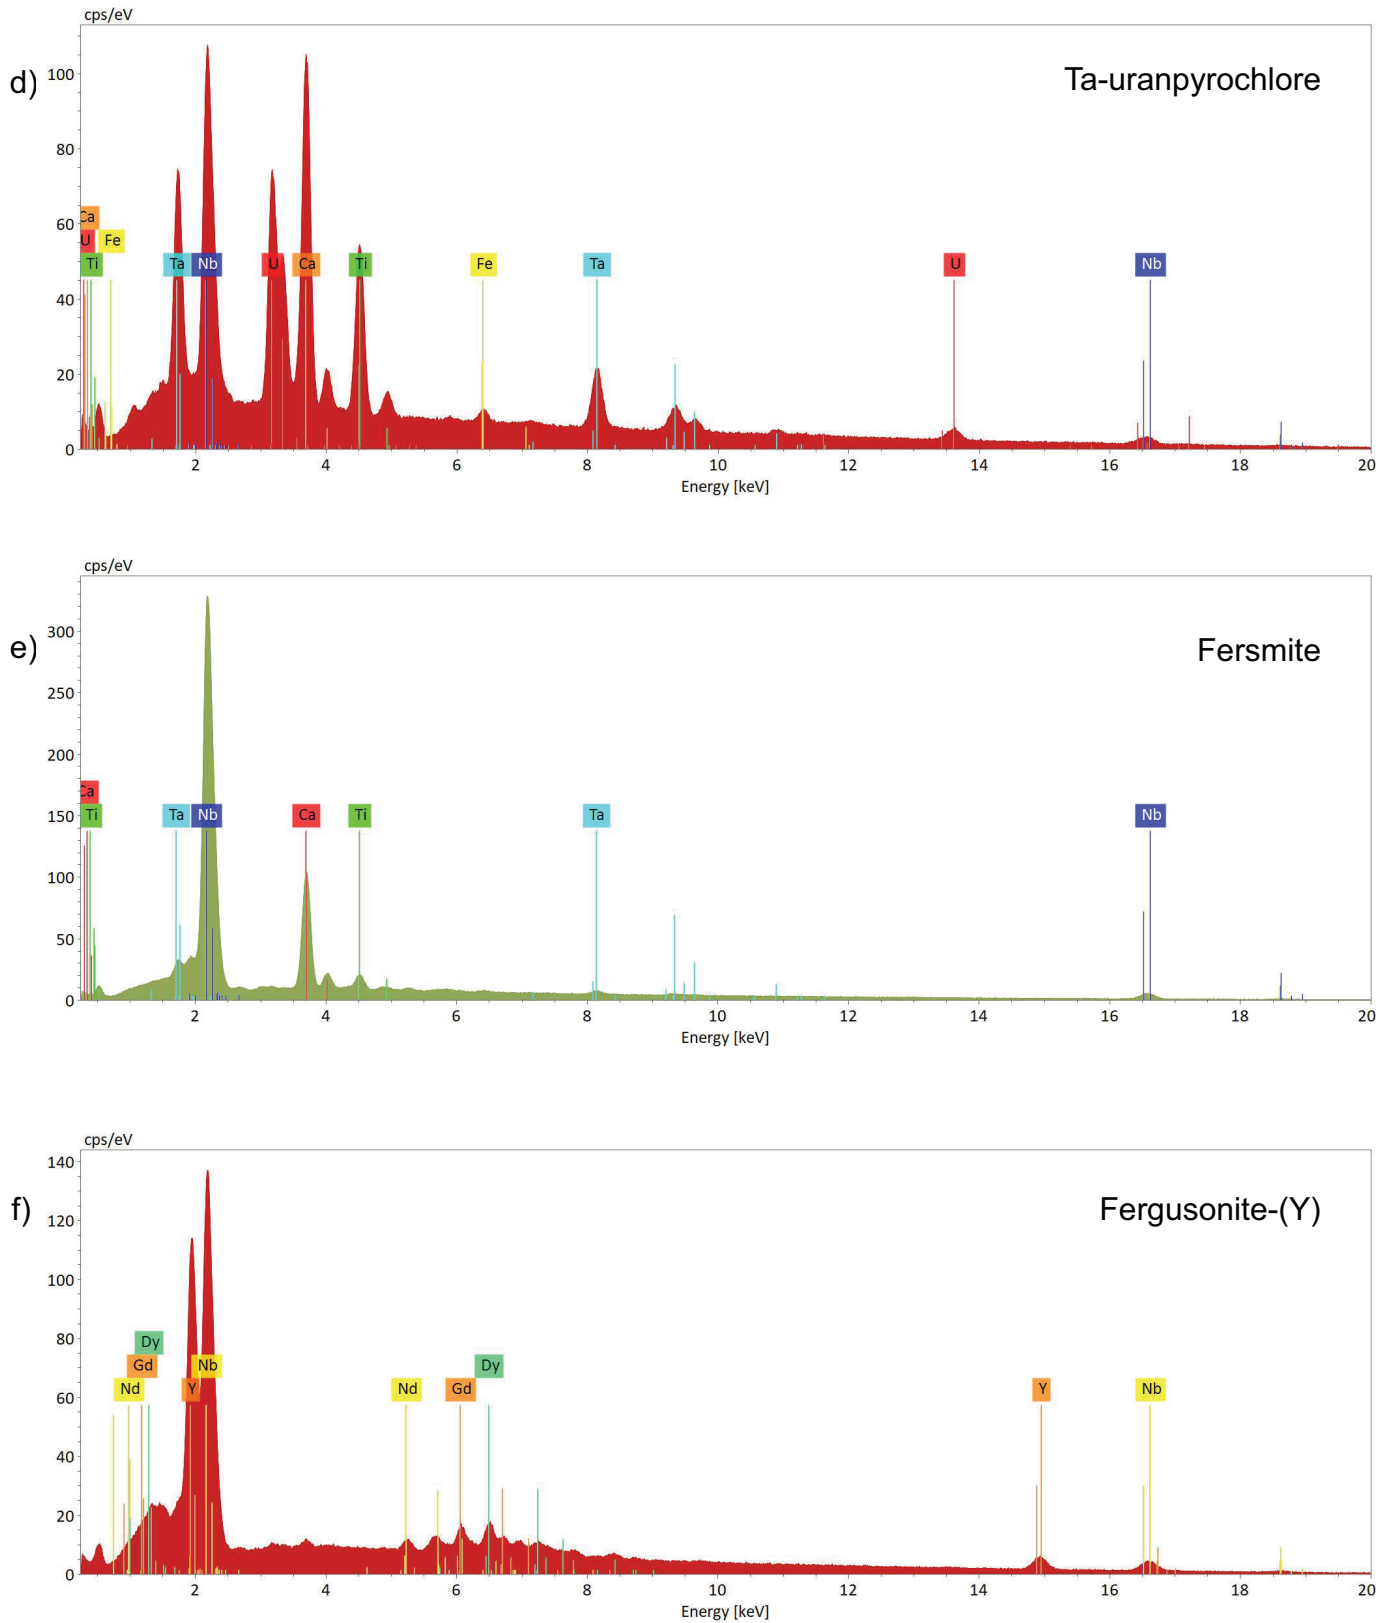 cps/eV
d)
Ta-uranpyrochlore
100
80
60
40
20
0
Ca
U Fe
Ti Ta Nb U Ca Ti Fe Ta U Nb
2 4 6 8 10 12 14 16 18 20
Energy [keV]
cps/eV
e)
Fersmite
300
250
200
150
100
50
0
Ca
Ti Ta Nb Ca Ti Ta Nb
2 4 6 8 10 12 14 16 18 20
Energy [keV]
cps/eV
f)
Fergusonite-(Y)
140
120
100
80
60
40
20
0
Dy
Gd Nb Dy
Nd Y Nd Gd Y Nb
2 4 6 8 10 12 14 16 18 20
Energy [keV]